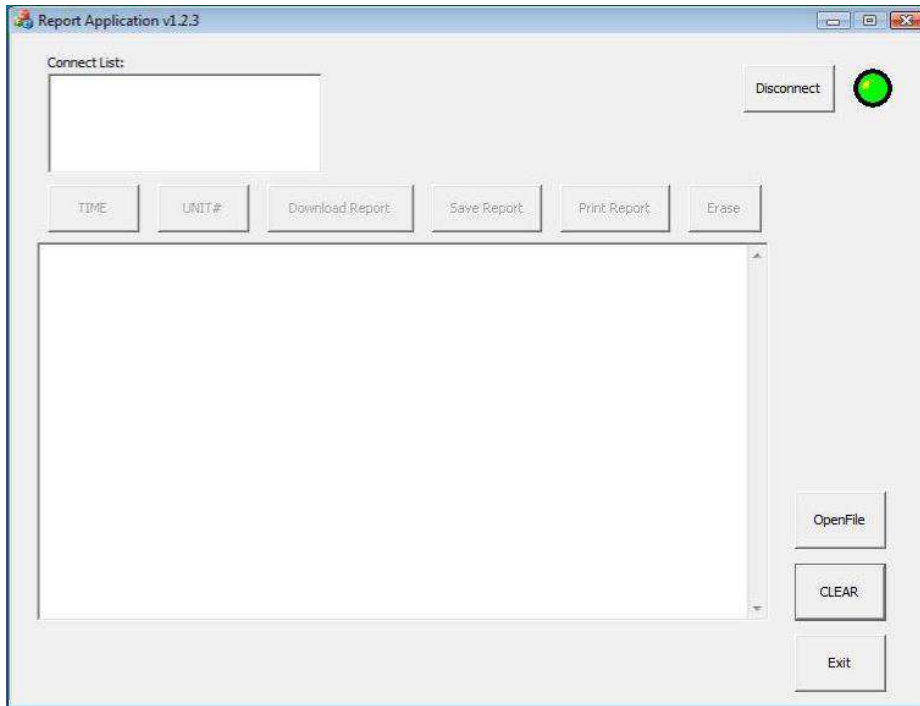 Report Application v1.2.3
Connect List:
Disconnect
TIME UNIT# Download Report Save Report Print Report Erase
OpenFile
CLEAR
Exit